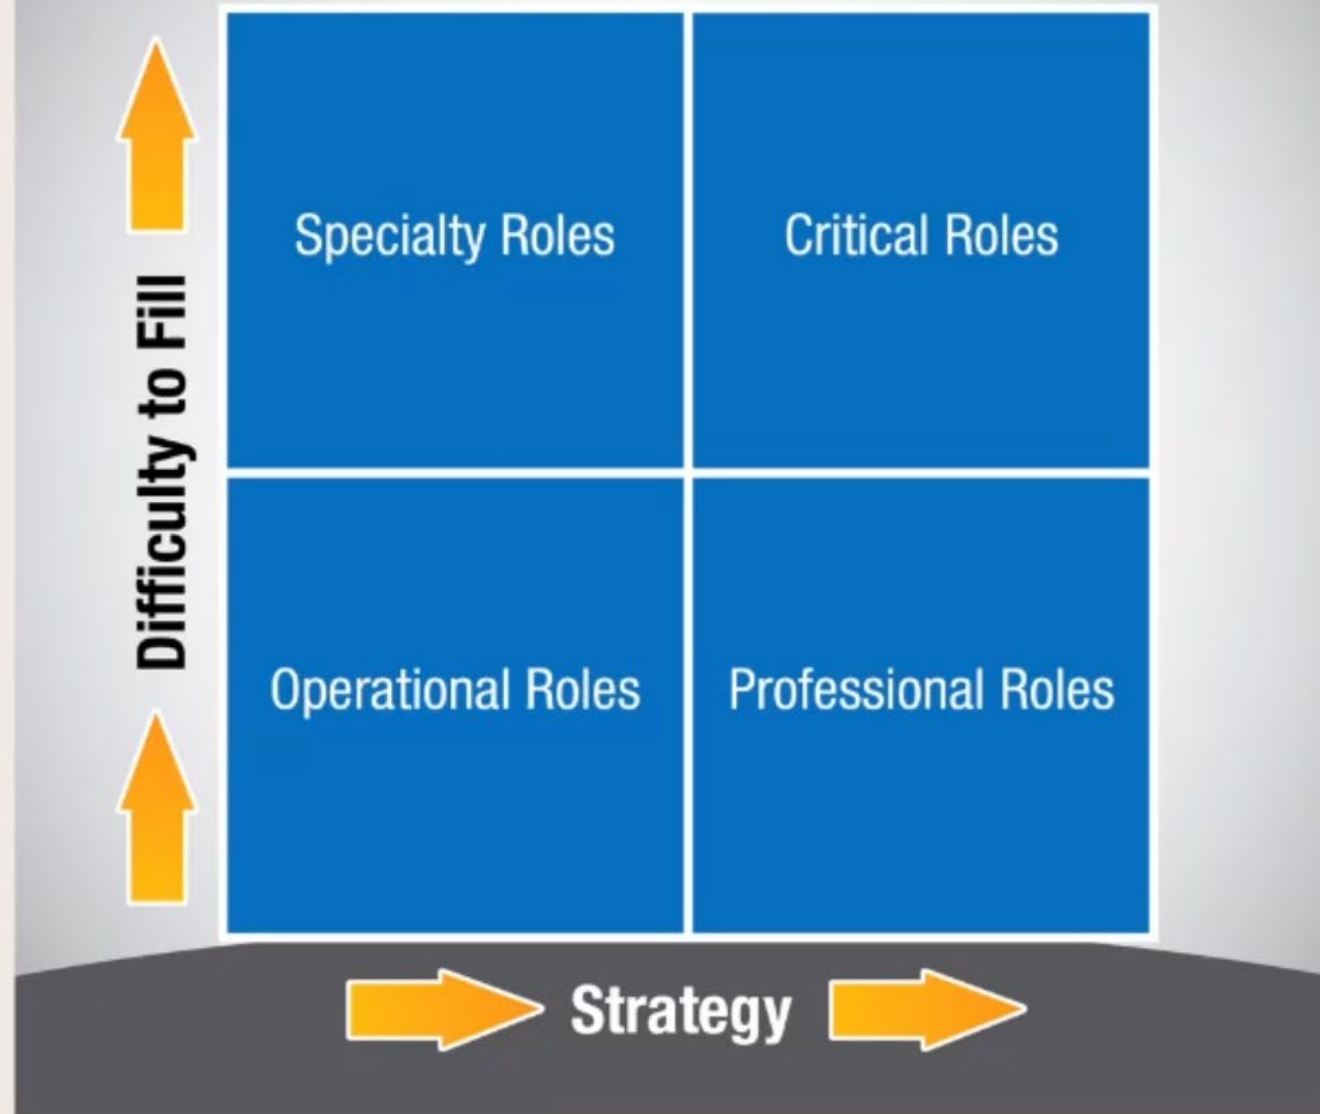 Specialty Roles
Critical Roles
Difficulty to Fill
Operational Roles
Professional Roles
Strategy